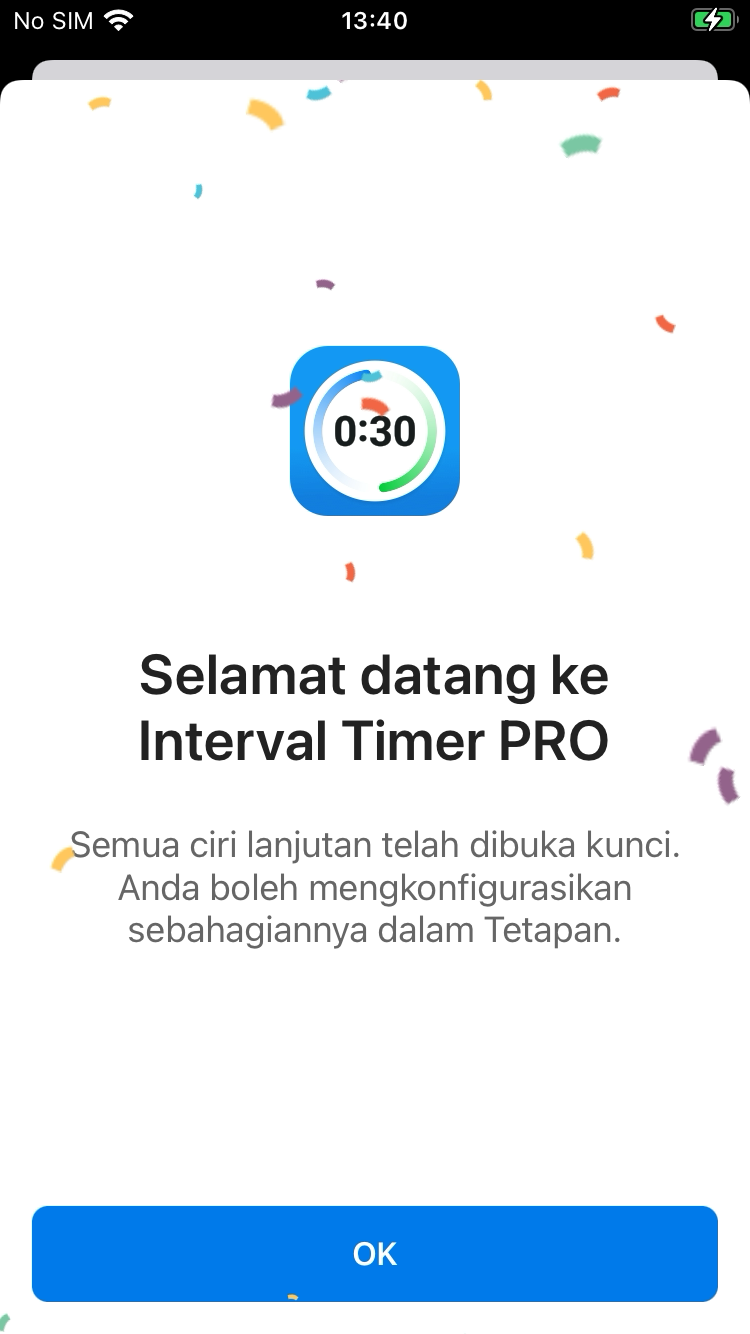 No SIM
13:40
0:30
Selamat datang ke
Interval Timer PRO
Semua ciri lanjutan telah dibuka kunci.
Anda boleh mengkonfigurasikan
sebahagiannya dalam Tetapan.
OK